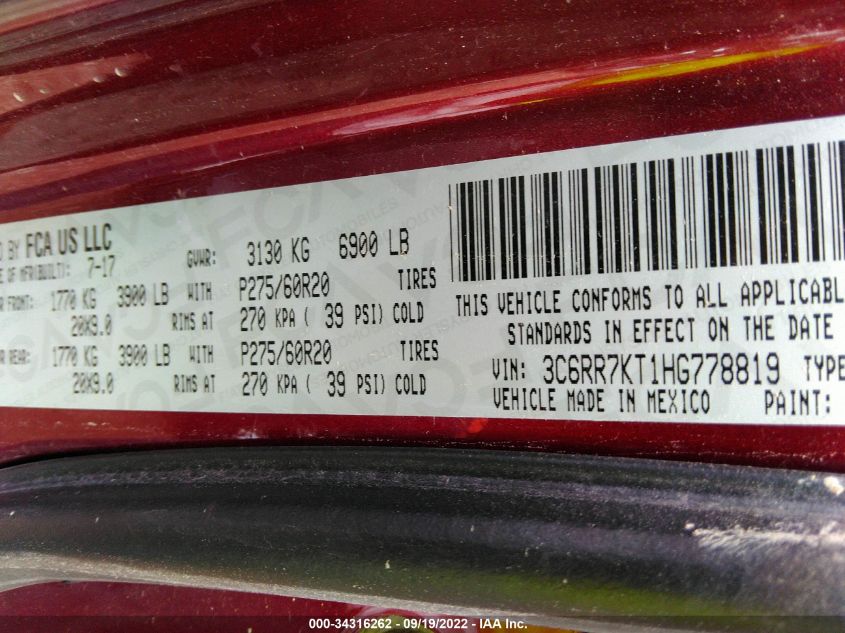 D BY FCA US LLC
E OF MFR(BUILT): 7-17 GVWR: 3130 KG 6900 LB
R FRONT: 1770 KG 3900 LB WITH P275/60R20 TIRES
20X9.0 RIMS AT 270 KPA ( 39 PSI) COLD
R REAR: 1770 KG 3900 LB WITH P275/60R20 TIRES
20X9.0 RIMS AT 270 KPA ( 39 PSI) COLD
THIS VEHICLE CONFORMS TO ALL APPLICABL
STANDARDS IN EFFECT ON THE DATE
VIN: 3C6RR7KT1HG778819 TYPE
VEHICLE MADE IN MEXICO PAINT:
000-34316262 - 09/19/2022 - IAA Inc.